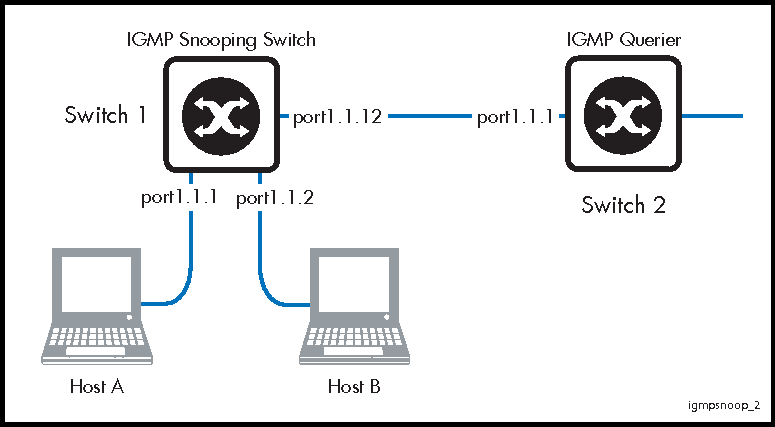 IGMP Snooping Switch
IGMP Querier
Switch 1
port1.1.12
port1.1.1
port1.1.1
port1.1.2
Switch 2
Host A
Host B
igmpsnoop_2